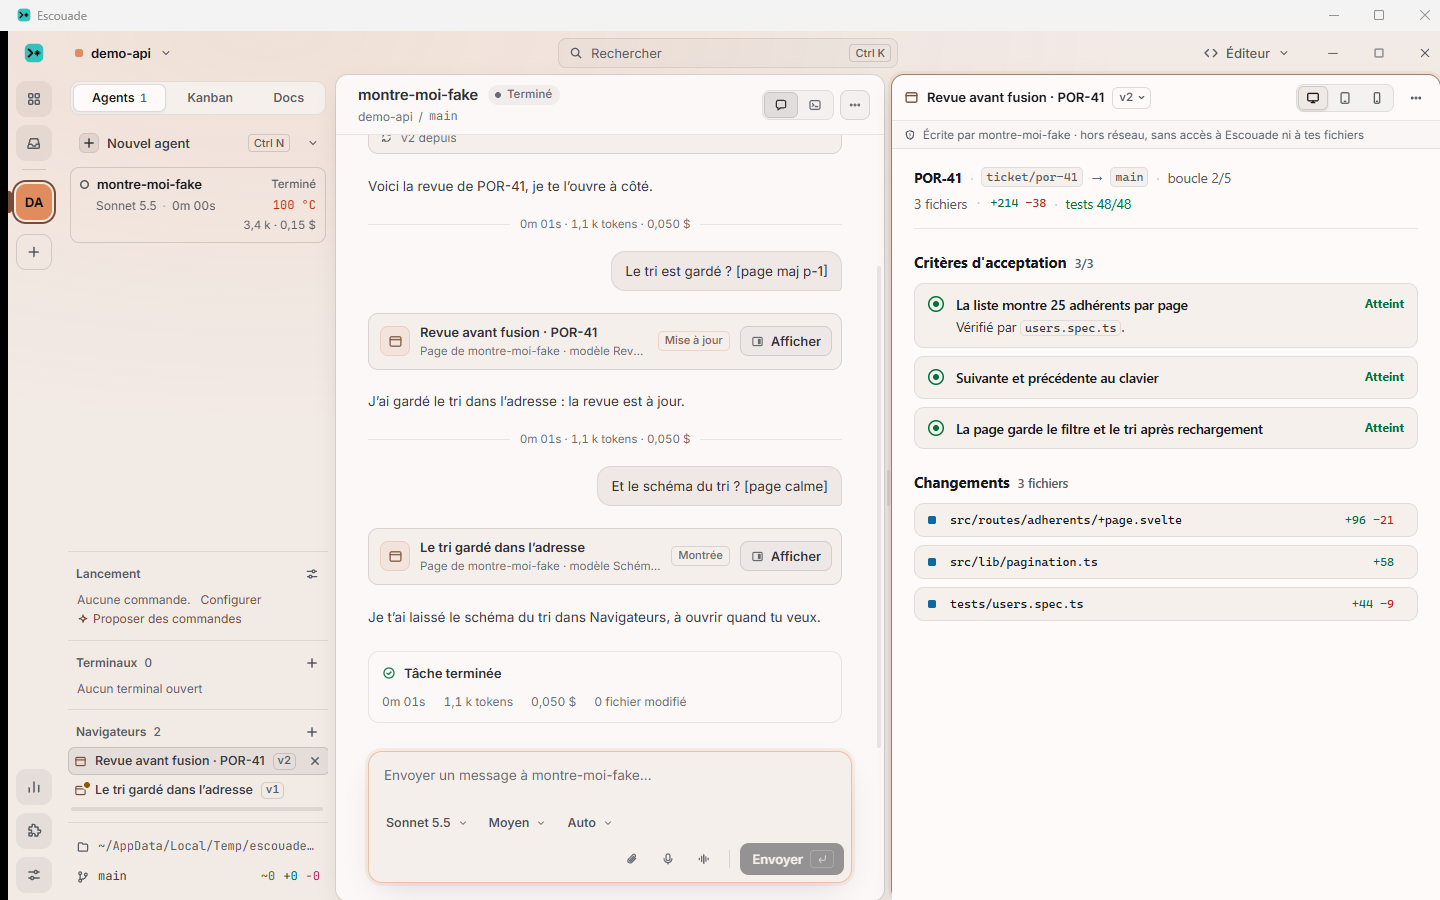 Escouade
demo-api
Rechercher
Ctrl K
Éditeur
Agents 1
Kanban
Docs
Nouvel agent
Ctrl N
DA
montre-moi-fake
Terminé
Sonnet 5.5 · 0m 00s
100 °C
3,4 k · 0,15 $
Lancement
Aucune commande. Configurer
Proposer des commandes
Terminaux 0
Aucun terminal ouvert
Navigateurs 2
Revue avant fusion · POR-41 v2
Le tri gardé dans l’adresse v1
~/AppData/Local/Temp/escouade…
main
~0 +0 -0
montre-moi-fake
Terminé
demo-api / main
v2 depuis
Voici la revue de POR-41, je te l’ouvre à côté.
0m 01s · 1,1 k tokens · 0,050 $
Le tri est gardé ? [page maj p-1]
Revue avant fusion · POR-41
Page de montre-moi-fake · modèle Rev…
Mise à jour
Afficher
J’ai gardé le tri dans l’adresse : la revue est à jour.
0m 01s · 1,1 k tokens · 0,050 $
Et le schéma du tri ? [page calme]
Le tri gardé dans l’adresse
Page de montre-moi-fake · modèle Schém…
Montrée
Afficher
Je t’ai laissé le schéma du tri dans Navigateurs, à ouvrir quand tu veux.
Tâche terminée
0m 01s 1,1 k tokens 0,050 $ 0 fichier modifié
Envoyer un message à montre-moi-fake…
Sonnet 5.5
Moyen
Auto
Envoyer
Revue avant fusion · POR-41
v2
Écrite par montre-moi-fake · hors réseau, sans accès à Escouade ni à tes fichiers
POR-41 · ticket/por-41 → main · boucle 2/5
3 fichiers · +214 −38 · tests 48/48
Critères d'acceptation 3/3
La liste montre 25 adhérents par page
Atteint
Vérifié par users.spec.ts.
Suivante et précédente au clavier
Atteint
La page garde le filtre et le tri après rechargement
Atteint
Changements 3 fichiers
src/routes/adherents/+page.svelte
+96 −21
src/lib/pagination.ts
+58
tests/users.spec.ts
+44 −9